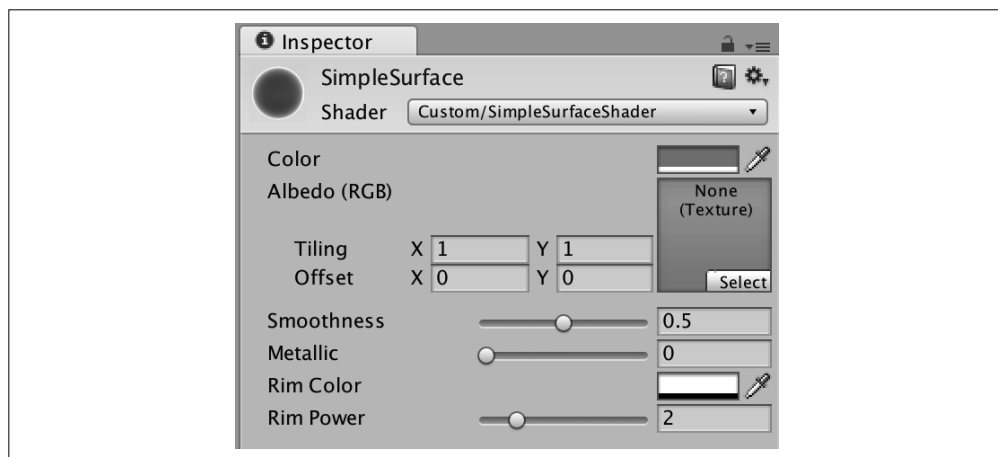 Inspector
SimpleSurface
Shader Custom/SimpleSurfaceShader
Color
Albedo (RGB)
None
(Texture)
Tiling X 1 Y 1
Offset X 0 Y 0
Select
Smoothness 0.5
Metallic 0
Rim Color
Rim Power 2